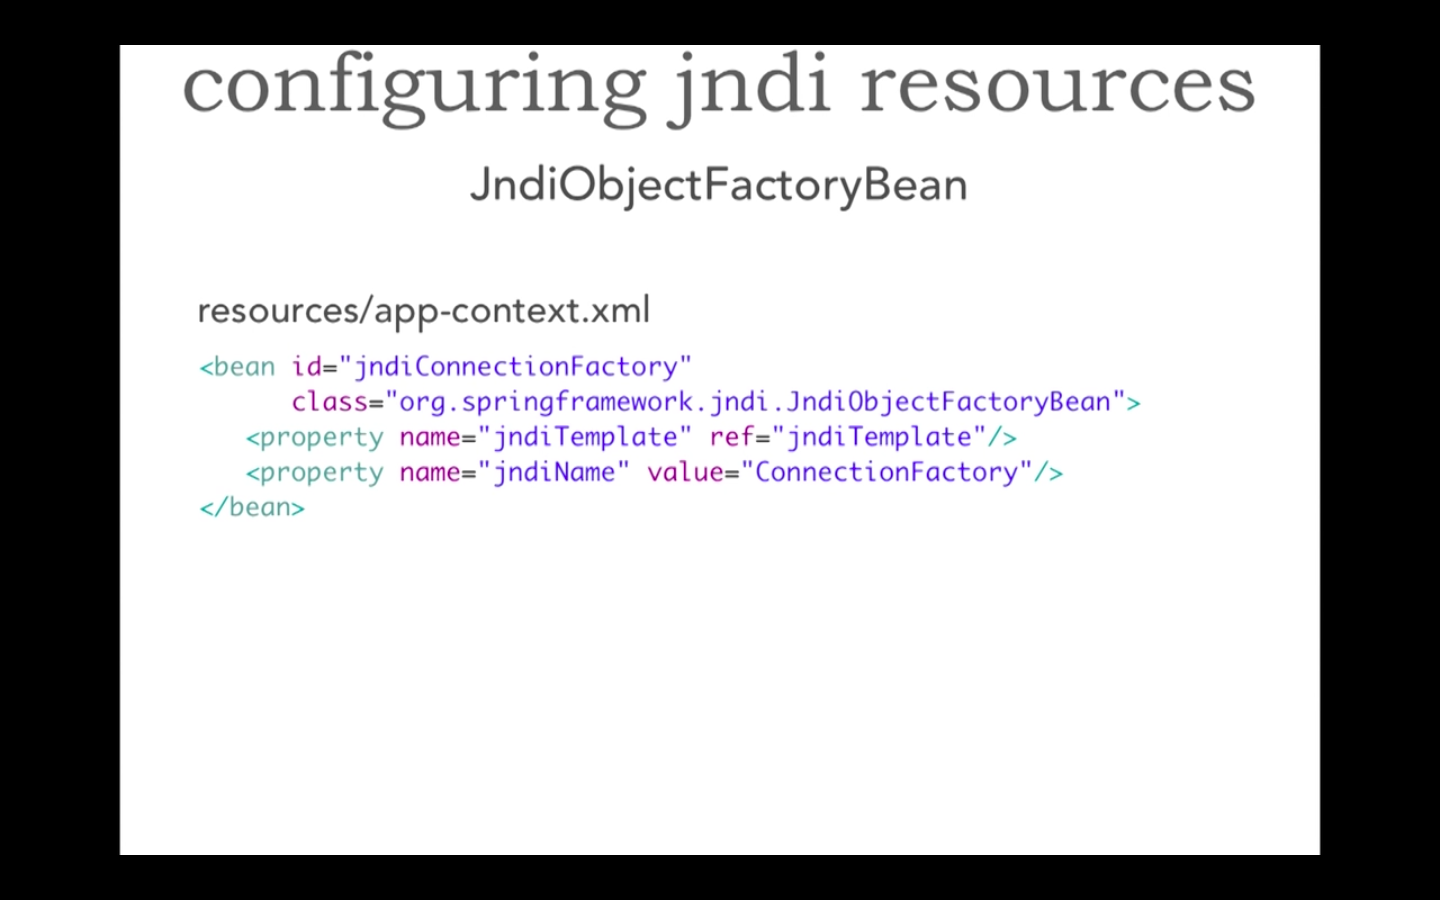 configuring jndi resources
JndiObjectFactoryBean
resources/app-context.xml
<bean id="jndiConnectionFactory"
      class="org.springframework.jndi.JndiObjectFactoryBean">
   <property name="jndiTemplate" ref="jndiTemplate"/>
   <property name="jndiName" value="ConnectionFactory"/>
</bean>